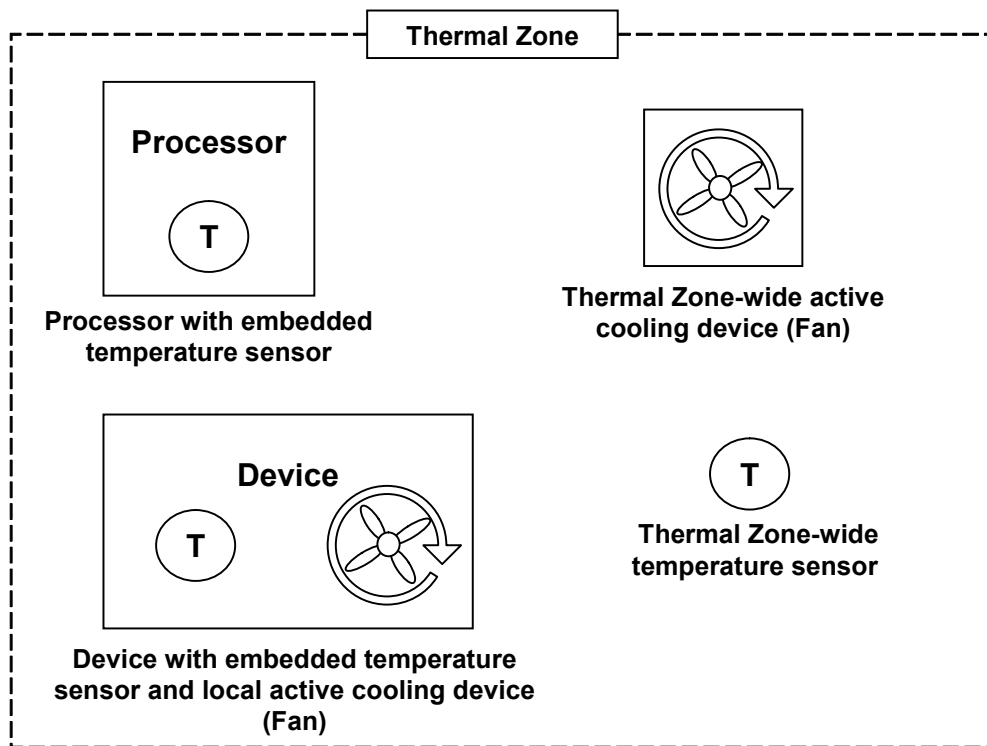 Thermal Zone
Processor
T
Processor with embedded
temperature sensor
Thermal Zone-wide active
cooling device (Fan)
Device
T
Device with embedded temperature
sensor and local active cooling device
(Fan)
T
Thermal Zone-wide
temperature sensor